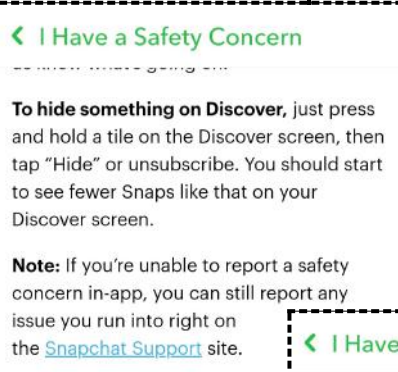 I Have a Safety Concern
To hide something on Discover, just press
and hold a tile on the Discover screen, then
tap “Hide” or unsubscribe. You should start
to see fewer Snaps like that on your
Discover screen.
Note: If you’re unable to report a safety
concern in-app, you can still report any
issue you run into right on
the Snapchat Support site.
I Have